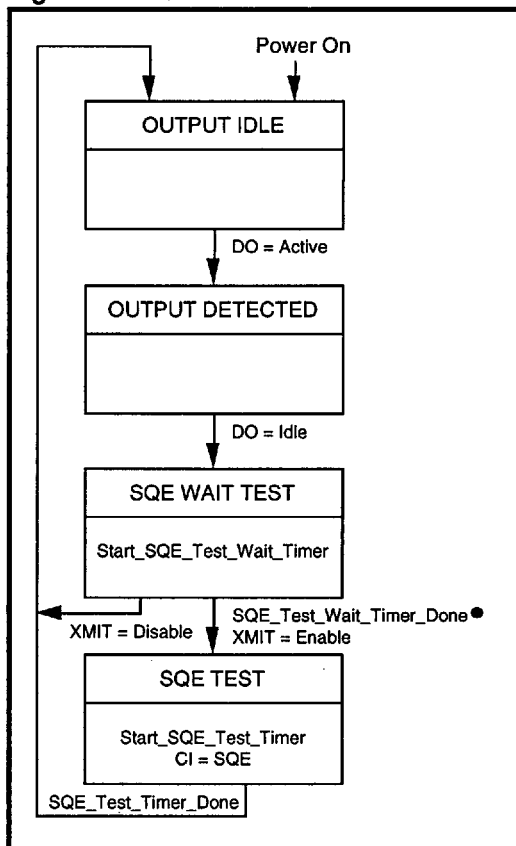 Power On
OUTPUT IDLE
DO = Active
OUTPUT DETECTED
DO = Idle
SQE WAIT TEST
Start_SQE_Test_Wait_Timer
XMIT = Disable
SQE_Test_Wait_Timer_Done●
XMIT = Enable
SQE TEST
Start_SQE_Test_Timer
CI = SQE
SQE_Test_Timer_Done